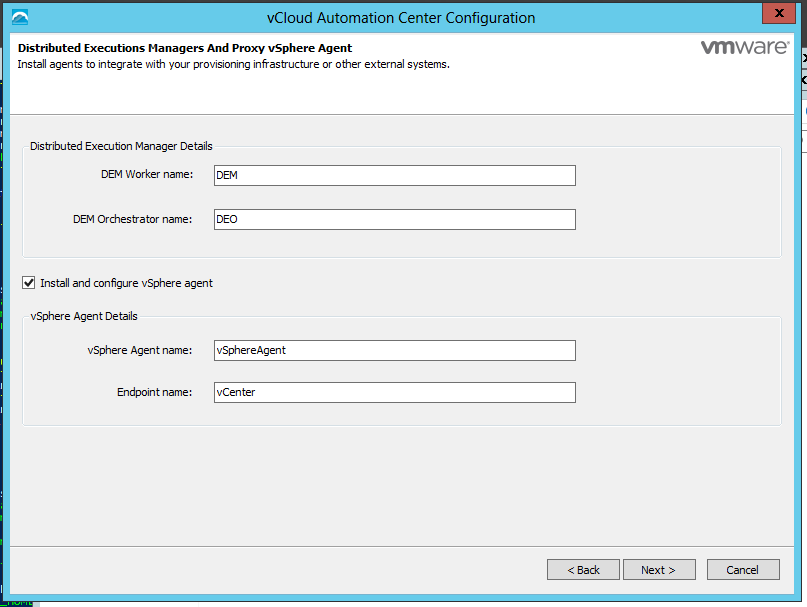 vCloud Automation Center Configuration
x
Distributed Executions Managers And Proxy vSphere Agent
vmware®
Install agents to integrate with your provisioning infrastructure or other external systems.
Distributed Execution Manager Details
DEM Worker name: DEM
DEM Orchestrator name: DEO
Install and configure vSphere agent
vSphere Agent Details
vSphere Agent name: vSphereAgent
Endpoint name: vCenter
< Back Next > Cancel